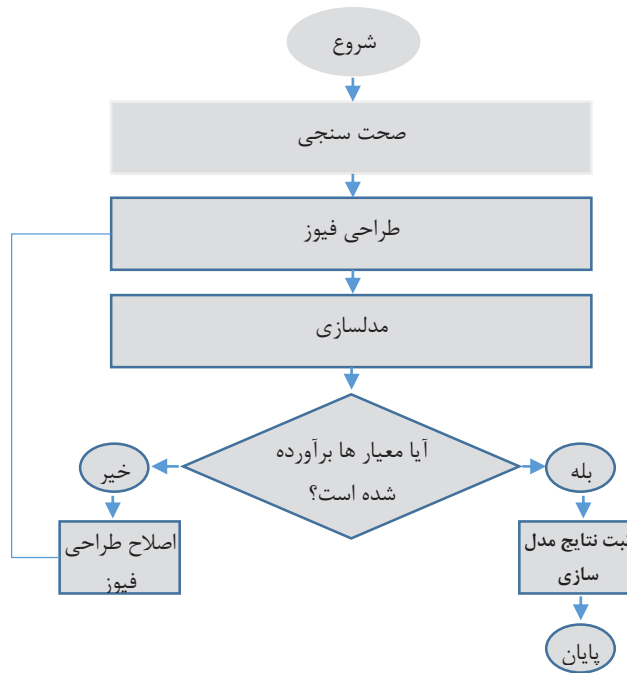 شروع
صحت سنجی
طراحی فیوز
مدلسازی
آیا معیار ها برآورده
شده است؟
خیر
بله
اصلاح طراحی
فیوز
ثبت نتایج مدل
سازی
پایان